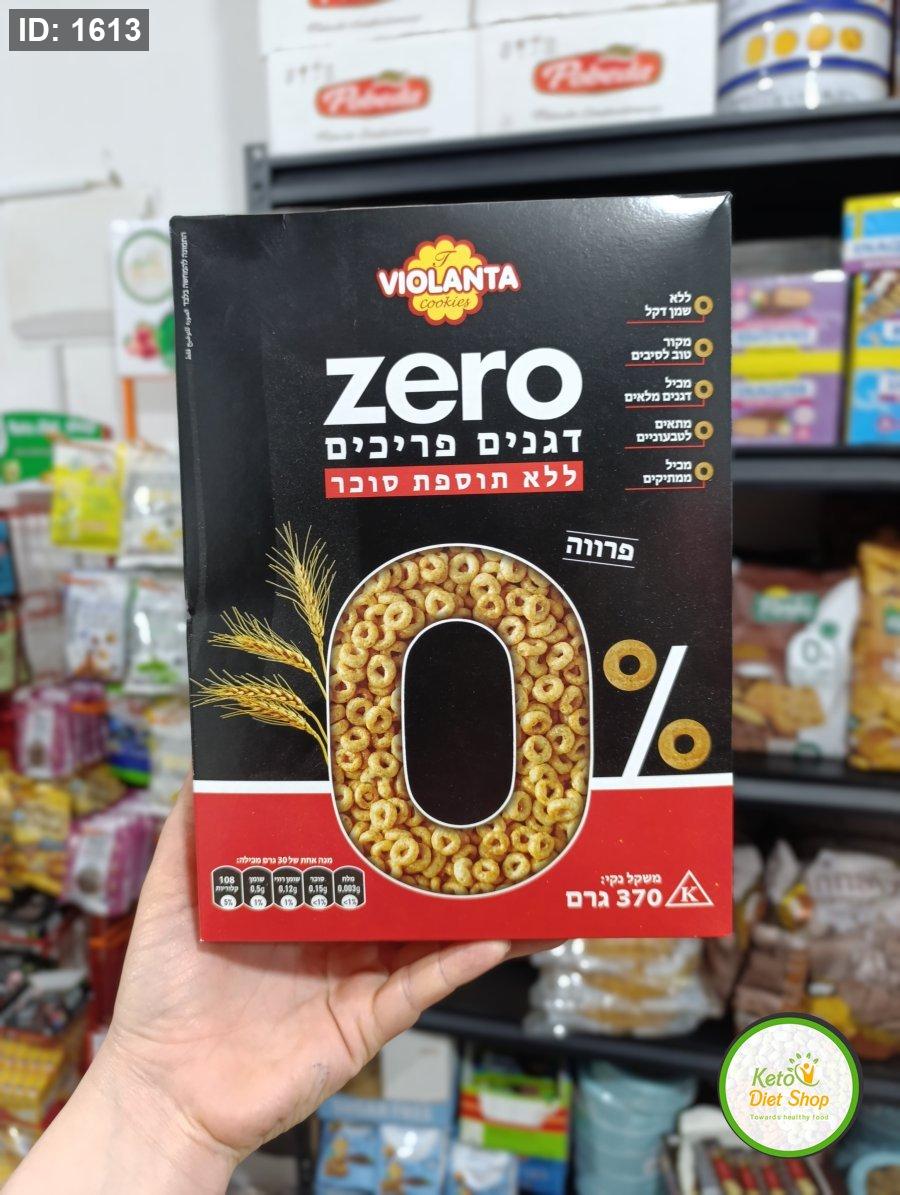 ID: 1613
Pobeda
Pobeda
VIOLANTA
cookies
zero
דגנים פריכים
ללא תוספת סוכר
ללא
שמן דקל
מקור
טוב לסיבים
מכיל
דגנים מלאים
מתאים
לטבעוניים
מכיל
ממתיקים
פרווה
0%
מנה אחת של 30 גרם מכילה:
108 קלוריות 5%
שומן 0.5g 1%
שומן רווי 0.12g 1%
סוכר 0.15g <1%
מלח 0.003g <1%
משקל נקי:
370 גרם
K
Keto
Diet Shop
Towards healthy food